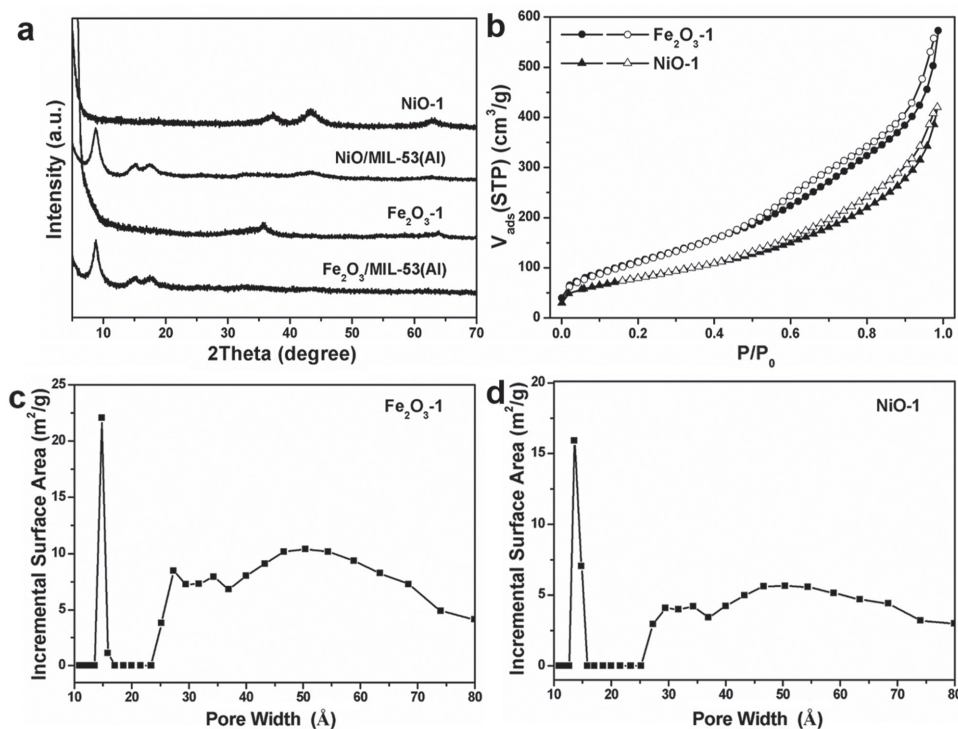 a
Intensity (a.u.)
NiO-1
NiO/MIL-53(Al)
Fe₂O₃-1
Fe₂O₃/MIL-53(Al)
10 20 30 40 50 60 70
2Theta (degree)
b
V_ads(STP) (cm³/g)
600
500
400
300
200
100
0
Fe₂O₃-1
NiO-1
0.0 0.2 0.4 0.6 0.8 1.0
P/P₀
c
Incremental Surface Area (m²/g)
25
20
15
10
5
0
Fe₂O₃-1
10 20 30 40 50 60 70 80
Pore Width (Å)
d
Incremental Surface Area (m²/g)
20
15
10
5
0
NiO-1
10 20 30 40 50 60 70 80
Pore Width (Å)